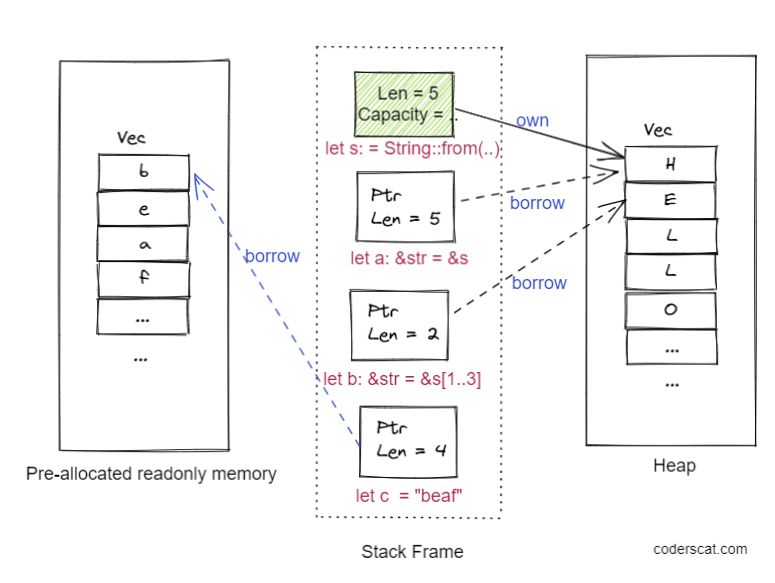 Vec
b
e
a
f
...
...
Pre-allocated readonly memory
borrow
Len = 5
Capacity = ..
let s: = String::from(..)
Ptr
Len = 5
let a: &str = &s
Ptr
Len = 2
let b: &str = &s[1..3]
Ptr
Len = 4
let c  = "beaf"
Stack Frame
own
borrow
borrow
Vec
H
E
L
L
O
...
...
Heap
coderscat.com